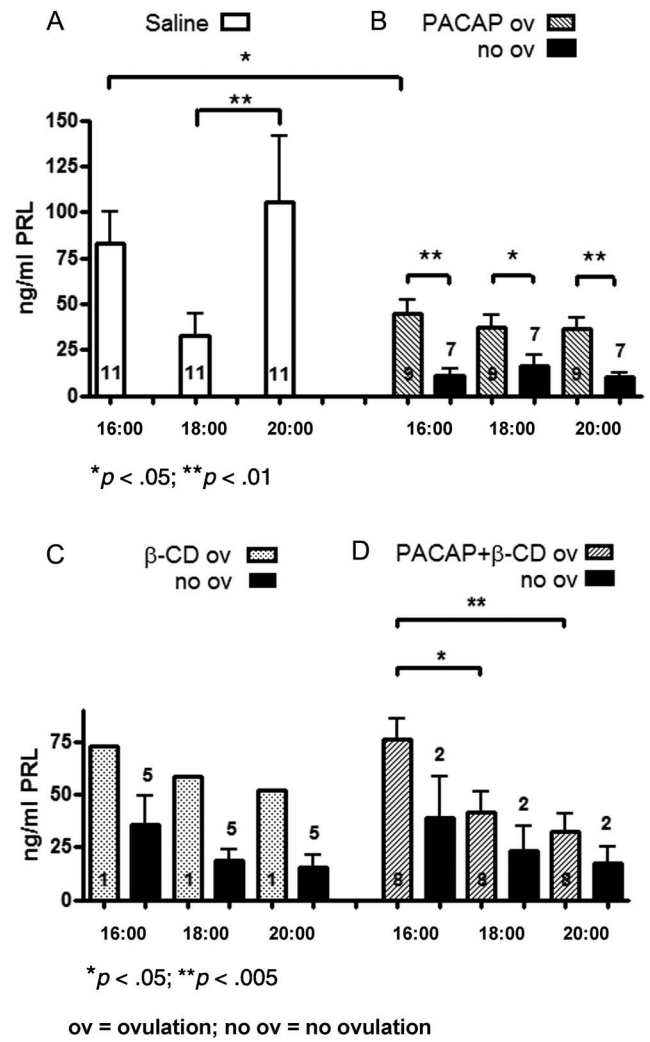 A Saline B PACAP ov
no ov
* **
ng/ml PRL
150
125
100
75
50
25
0
** * **
11 11 11 9 7 9 7 9 7
16:00 18:00 20:00 16:00 18:00 20:00
*p < .05; **p < .01
C β-CD ov D PACAP+β-CD ov
no ov no ov
**
*
ng/ml PRL
75
50
25
0
1 5 1 5 1 5 8 2 8 2 8 2
16:00 18:00 20:00 16:00 18:00 20:00
*p < .05; **p < .005
ov = ovulation; no ov = no ovulation